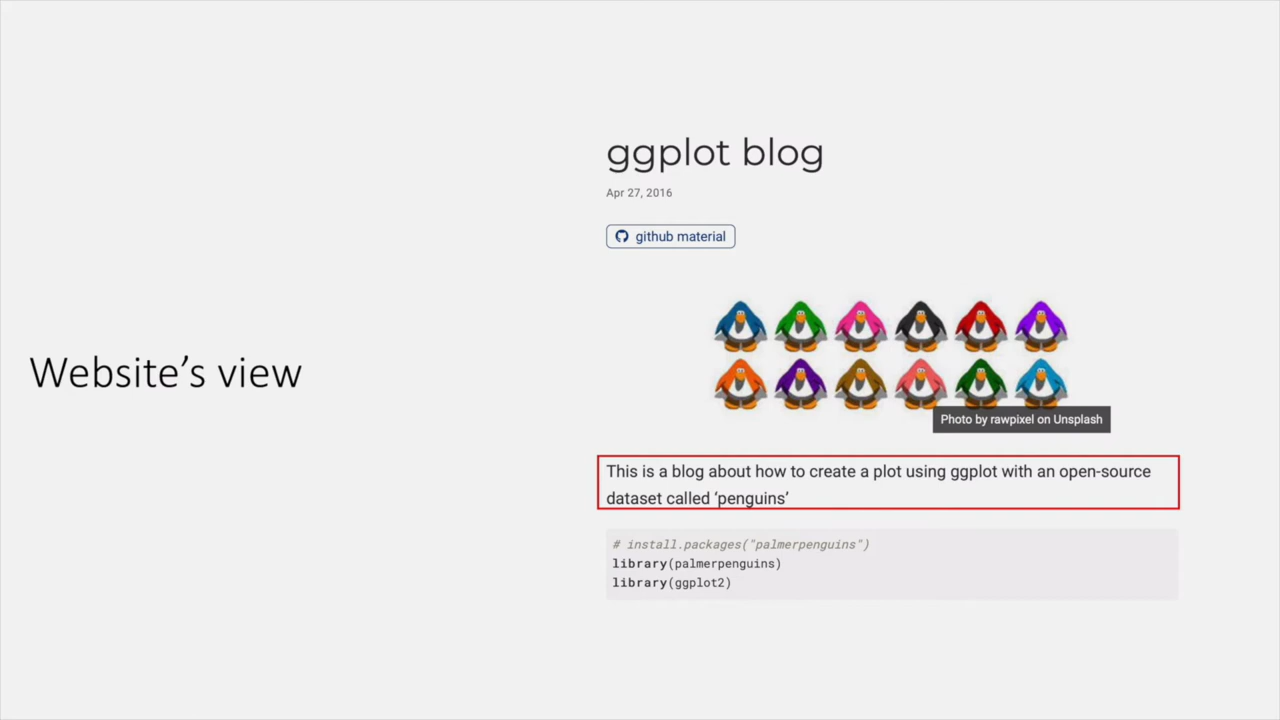 Website’s view
ggplot blog
Apr 27, 2016
github material
Photo by rawpixel on Unsplash
This is a blog about how to create a plot using ggplot with an open-source
dataset called ‘penguins’
# install.packages("palmerpenguins")
library(palmerpenguins)
library(ggplot2)